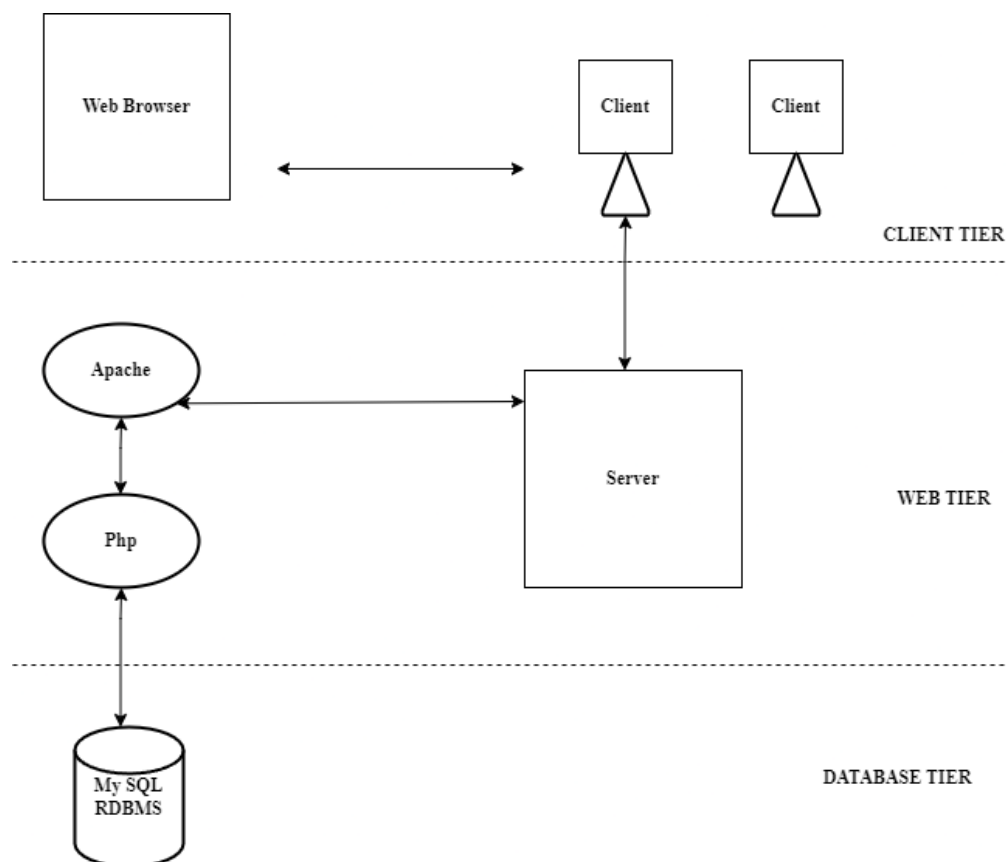 Web Browser
Client
Client
CLIENT TIER
Apache
Server
WEB TIER
Php
My SQL
RDBMS
DATABASE TIER